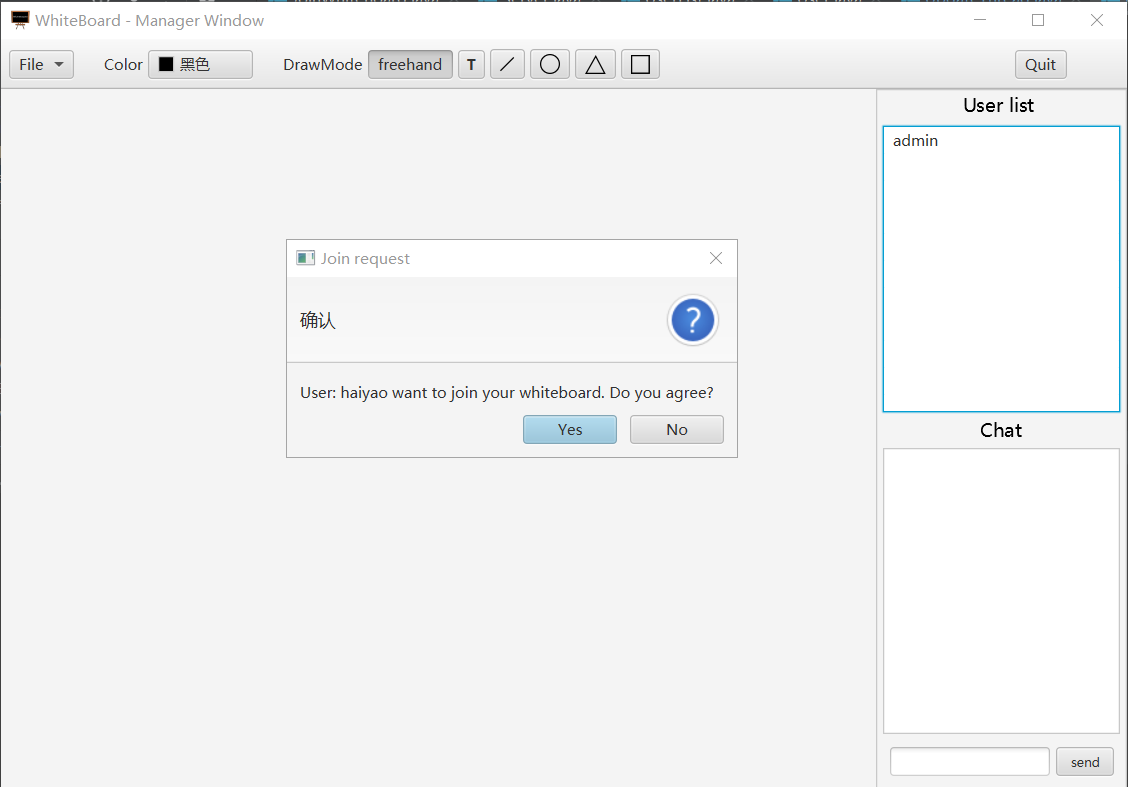 WhiteBoard - Manager Window
File Color 黑色 DrawMode freehand T Quit
User list
admin
Join request
确认
?
User: haiyao want to join your whiteboard. Do you agree?
Yes No
Chat
send